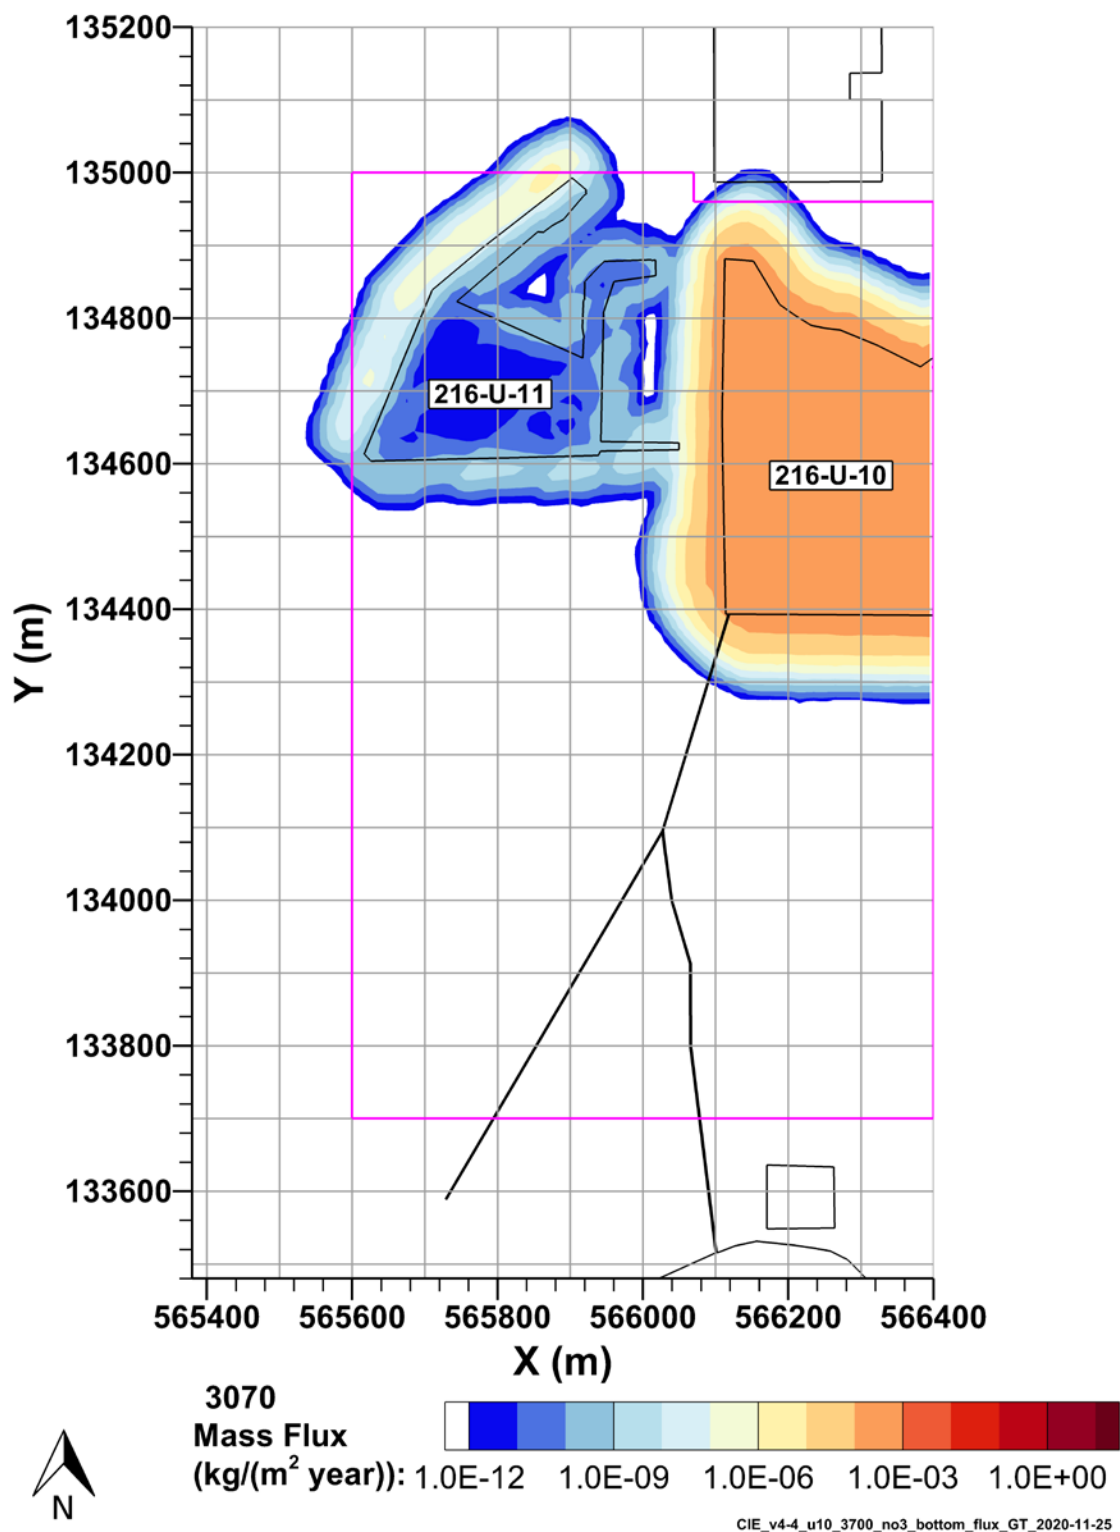 135200
135000
134800
134600
134400
134200
134000
133800
133600
Y (m)
216-U-11
216-U-10
565400 565600 565800 566000 566200 566400
X (m)
3070
Mass Flux
(kg/(m² year)): 1.0E-12 1.0E-09 1.0E-06 1.0E-03 1.0E+00
N
CIE_v4-4_u10_3700_no3_bottom_flux_GT_2020-11-25